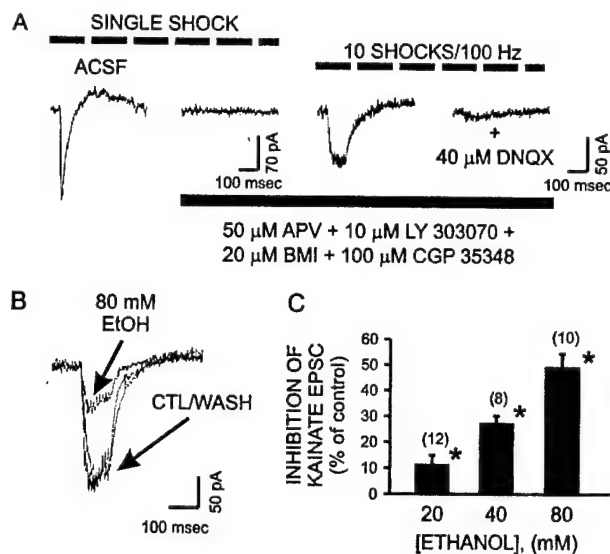 A
SINGLE SHOCK
ACSF
70 pA
100 msec
10 SHOCKS/100 Hz
+
40 µM DNQX
50 pA
100 msec
100 msec
50 µM APV + 10 µM LY 303070 +
20 µM BMI + 100 µM CGP 35348
B
80 mM
EtOH
CTL/WASH
50 pA
100 msec
C
INHIBITION OF
KAINATE EPSC
(% of control)
60
50
40
30
20
10
0
(12)
*
(8)
*
(10)
*
20
40
80
[ETHANOL], (mM)